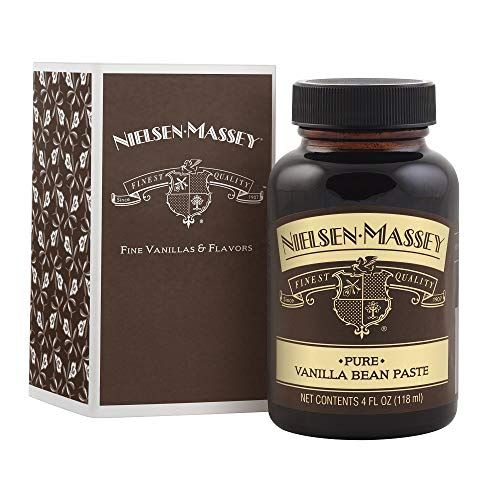 NIELSEN·MASSEY
FINEST QUALITY
Since 1907
®
FINE VANILLAS & FLAVORS
NIELSEN·MASSEY
FINEST QUALITY
Since 1907
®
·PURE·
VANILLA BEAN PASTE
NET CONTENTS 4 FL OZ (118 ml)